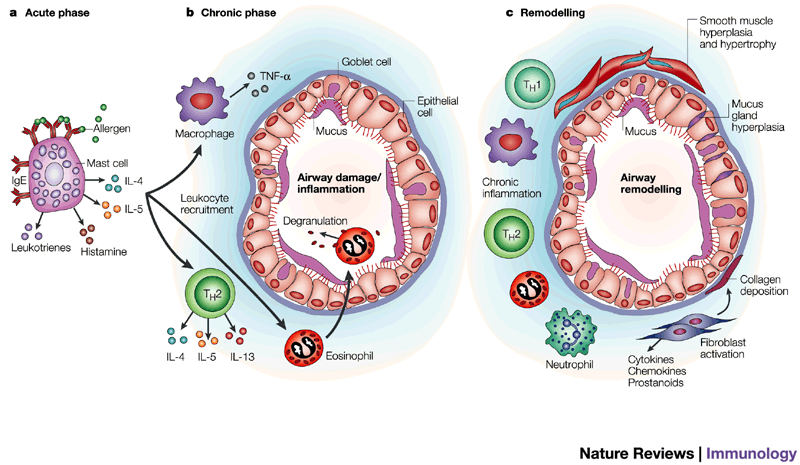 a Acute phase
Allergen
Mast cell
IgE
IL-4
IL-5
Leukotrienes
Histamine
b Chronic phase
TNF-α
Macrophage
Goblet cell
Epithelial
cell
Mucus
Airway damage/
inflammation
Leukocyte
recruitment
Degranulation
TH2
IL-4
IL-5
IL-13
Eosinophil
c Remodelling
Smooth muscle
hyperplasia
and hypertrophy
TH1
Mucus
gland
hyperplasia
Mucus
Chronic
inflammation
Airway
remodelling
TH2
Collagen
deposition
Neutrophil
Fibroblast
activation
Cytokines
Chemokines
Prostanoids
Nature Reviews | Immunology